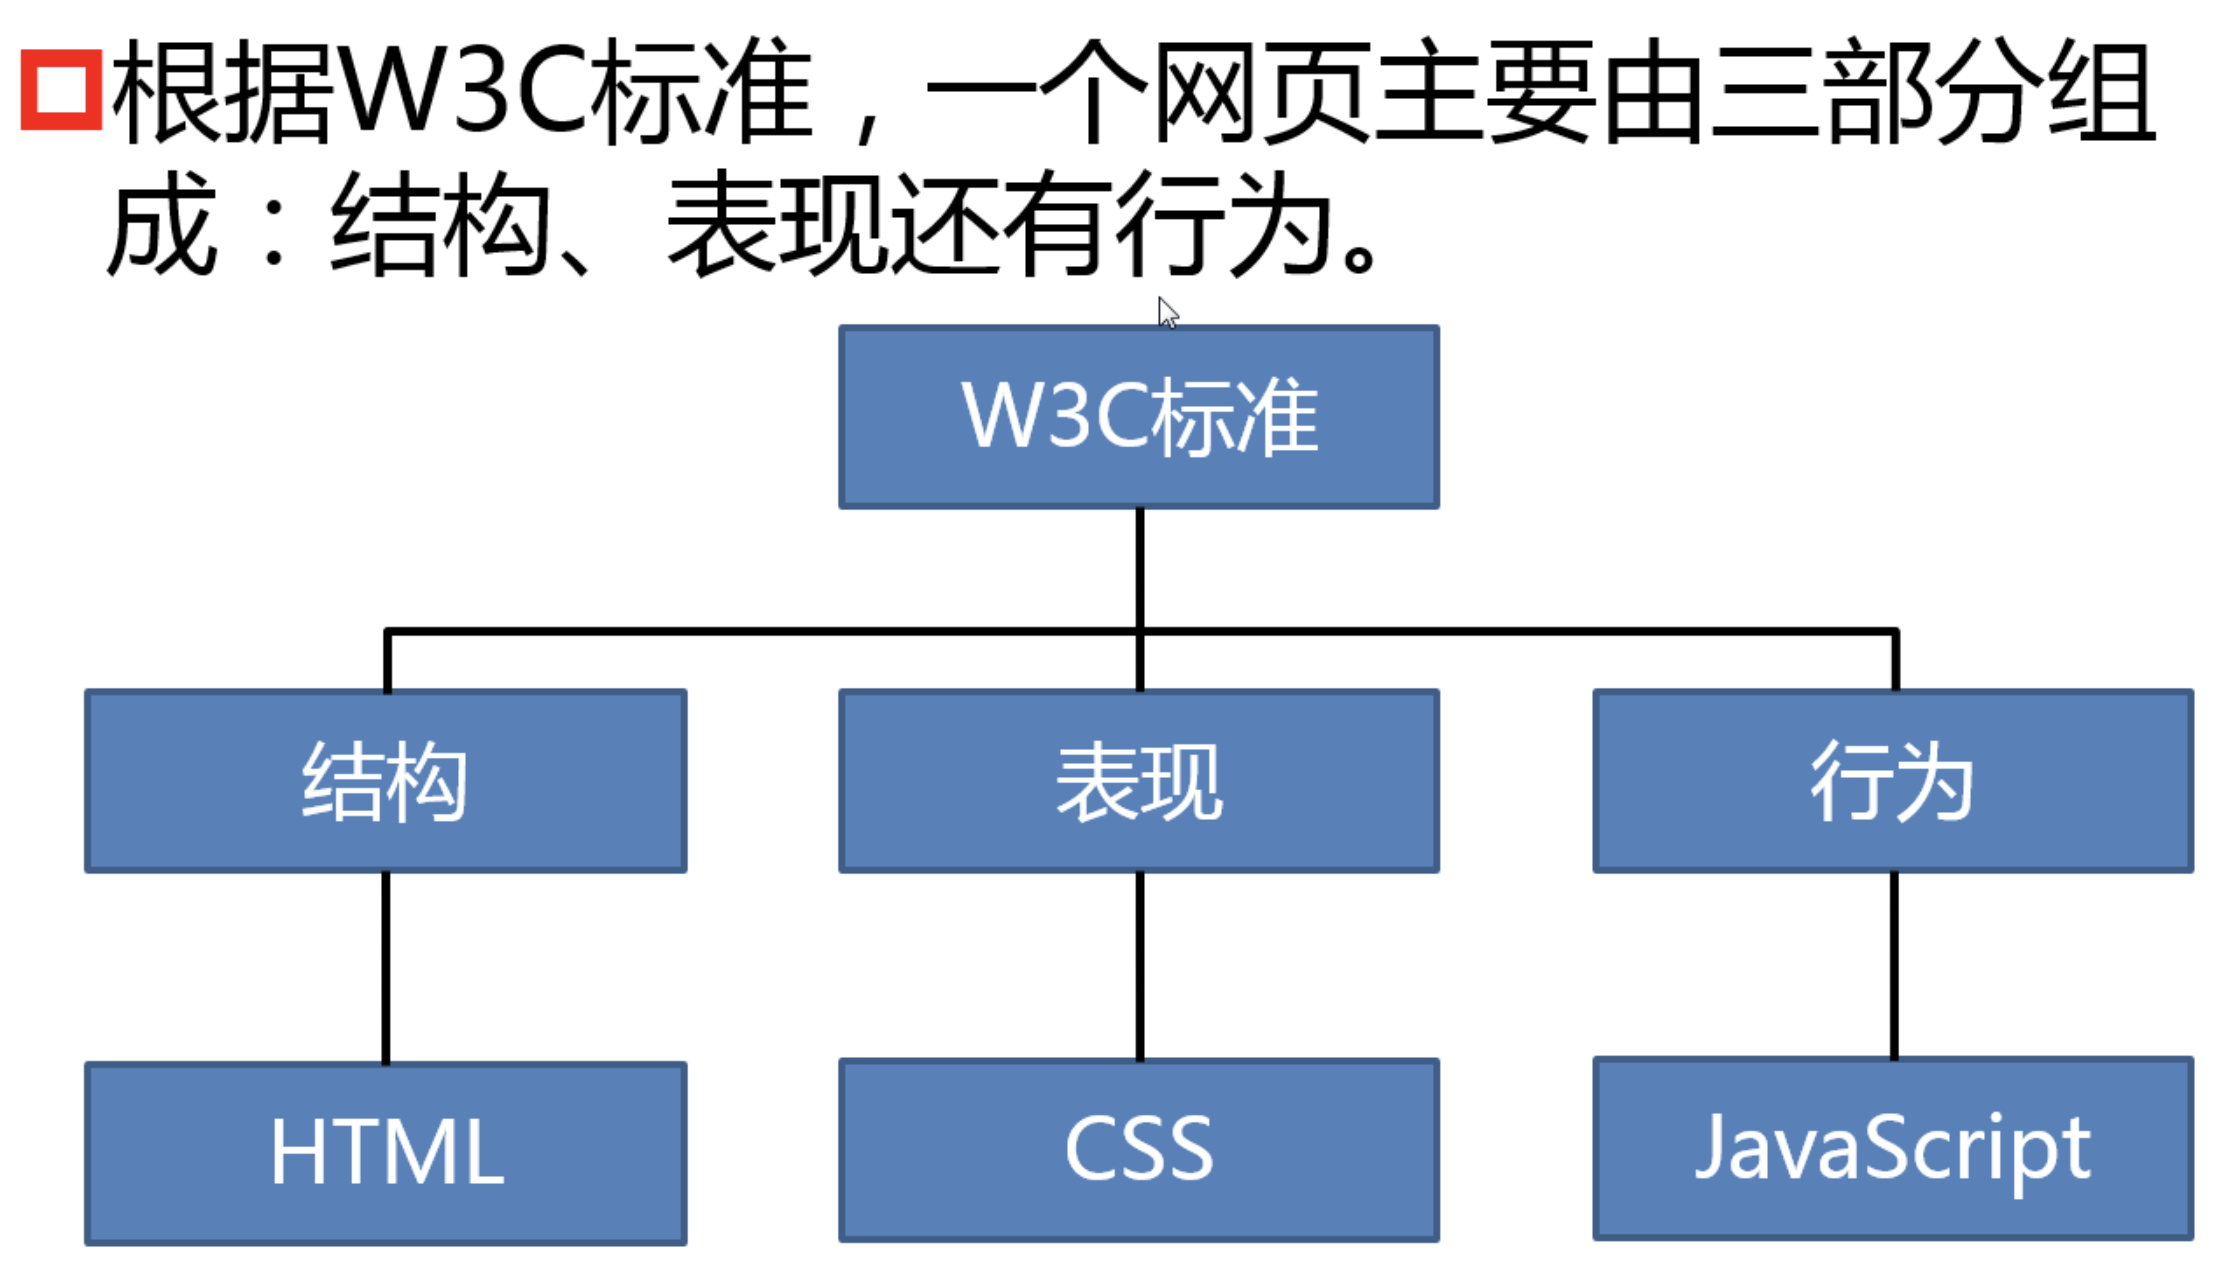 根据W3C标准，一个网页主要由三部分组
成：结构、表现还有行为。
W3C标准
结构
表现
行为
HTML
CSS
JavaScript